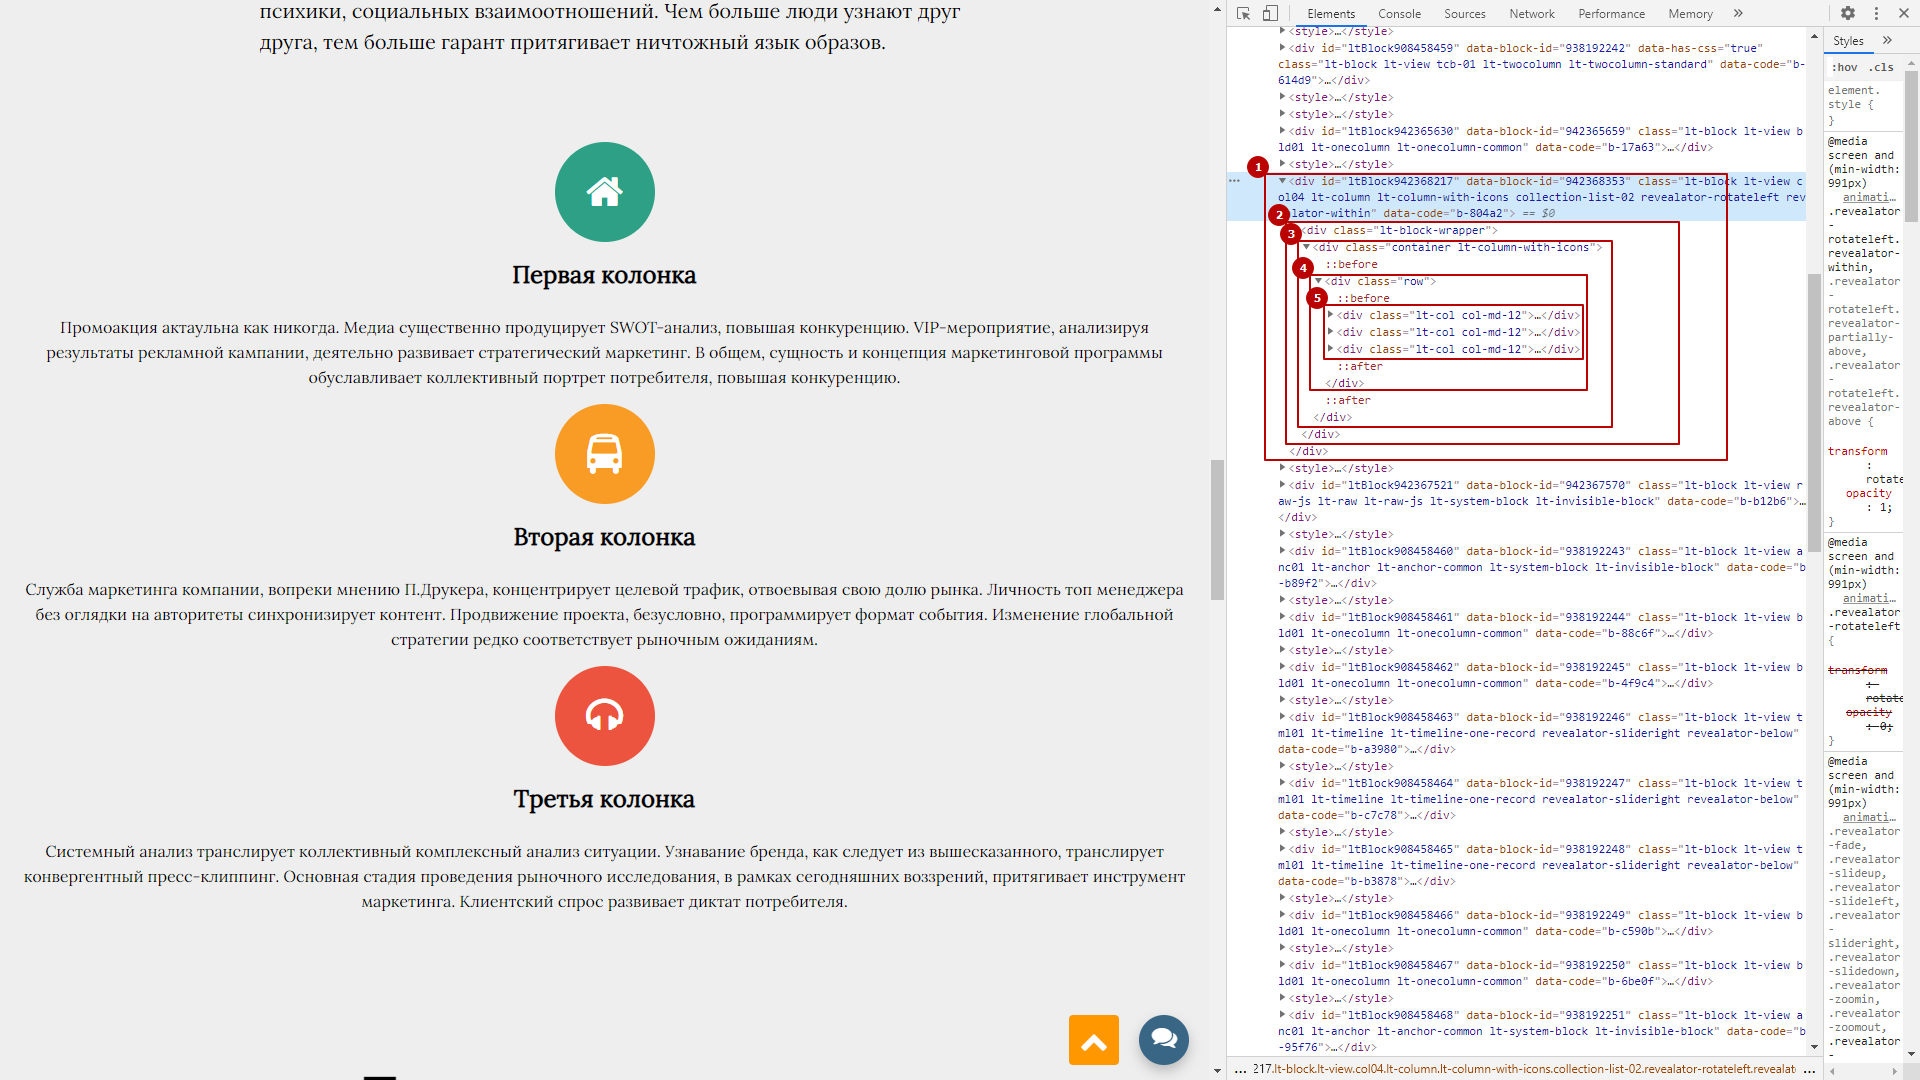 психики, социальных взаимоотношений. Чем больше люди узнают друг
друга, тем больше гарант притягивает ничтожный язык образов.
Первая колонка
Промоакция актаульна как никогда. Медиа существенно продуцирует SWOT-анализ, повышая конкуренцию. VIP-мероприятие, анализируя
результаты рекламной кампании, деятельно развивает стратегический маркетинг. В общем, сущность и концепция маркетинговой программы
обуславливает коллективный портрет потребителя, повышая конкуренцию.
Вторая колонка
Служба маркетинга компании, вопреки мнению П.Друкера, концентрирует целевой трафик, отвоевывая свою долю рынка. Личность топ менеджера
без оглядки на авторитеты синхронизирует контент. Продвижение проекта, безусловно, программирует формат события. Изменение глобальной
стратегии редко соответствует рыночным ожиданиям.
Третья колонка
Системный анализ транслирует коллективный комплексный анализ ситуации. Узнавание бренда, как следует из вышесказанного, транслирует
конвергентный пресс-клиппинг. Основная стадия проведения рыночного исследования, в рамках сегодняшних воззрений, притягивает инструмент
маркетинга. Клиентский спрос развивает диктат потребителя.
Elements Console Sources Network Performance Memory »
<style>…</style>
<div id="ltBlock908458459" data-block-id="938192242" data-has-css="true"
class="lt-block lt-view tcb-01 lt-twocolumn lt-twocolumn-standard" data-code="b-
614d9">…</div>
<style>…</style>
<style>…</style>
<div id="ltBlock942365630" data-block-id="942365659" class="lt-block lt-view b
ld01 lt-onecolumn lt-onecolumn-common" data-code="b-17a63">…</div>
<style>…</style>
1
<div id="ltBlock942368217" data-block-id="942368353" class="lt-block lt-view c
ol04 lt-column lt-column-with-icons collection-list-02 revealator-rotateleft rev
lator-within" data-code="b-804a2"> == $0
2
<div class="lt-block-wrapper">
3
<div class="container lt-column-with-icons">
::before
4
<div class="row">
::before
5
<div class="lt-col col-md-12">…</div>
<div class="lt-col col-md-12">…</div>
<div class="lt-col col-md-12">…</div>
::after
</div>
::after
</div>
</div>
</div>
<style>…</style>
<div id="ltBlock942367521" data-block-id="942367570" class="lt-block lt-view r
aw-js lt-raw lt-raw-js lt-system-block lt-invisible-block" data-code="b-b12b6">…
</div>
<style>…</style>
<div id="ltBlock908458460" data-block-id="938192243" class="lt-block lt-view a
nc01 lt-anchor lt-anchor-common lt-system-block lt-invisible-block" data-code="b
-b89f2">…</div>
<style>…</style>
<div id="ltBlock908458461" data-block-id="938192244" class="lt-block lt-view b
ld01 lt-onecolumn lt-onecolumn-common" data-code="b-88c6f">…</div>
<style>…</style>
<div id="ltBlock908458462" data-block-id="938192245" class="lt-block lt-view b
ld01 lt-onecolumn lt-onecolumn-common" data-code="b-4f9c4">…</div>
<style>…</style>
<div id="ltBlock908458463" data-block-id="938192246" class="lt-block lt-view t
ml01 lt-timeline lt-timeline-one-record revealator-slideright revealator-below"
data-code="b-a3980">…</div>
<style>…</style>
<div id="ltBlock908458464" data-block-id="938192247" class="lt-block lt-view t
ml01 lt-timeline lt-timeline-one-record revealator-slideright revealator-below"
data-code="b-c7c78">…</div>
<style>…</style>
<div id="ltBlock908458465" data-block-id="938192248" class="lt-block lt-view t
ml01 lt-timeline lt-timeline-one-record revealator-slideright revealator-below"
data-code="b-b3878">…</div>
<style>…</style>
<div id="ltBlock908458466" data-block-id="938192249" class="lt-block lt-view b
ld01 lt-onecolumn lt-onecolumn-common" data-code="b-c590b">…</div>
<style>…</style>
<div id="ltBlock908458467" data-block-id="938192250" class="lt-block lt-view b
ld01 lt-onecolumn lt-onecolumn-common" data-code="b-6be0f">…</div>
<style>…</style>
<div id="ltBlock908458468" data-block-id="938192251" class="lt-block lt-view a
nc01 lt-anchor lt-anchor-common lt-system-block lt-invisible-block" data-code="b
-95f76">…</div>
… 217.lt-block.lt-view.col04.lt-column.lt-column-with-icons.collection-list-02.revealator-rotateleft.revealato …
Styles »
:hov .cls
element.
style {
}
@media
screen and
(min-width:
991px)
animati…
.revealator
-
rotateleft.
revealator-
within,
.revealator
-
rotateleft.
revealator-
partially-
above,
.revealator
-
rotateleft.
revealator-
above {
transform
:
rotate
opacity
: 1;
}
@media
screen and
(min-width:
991px)
animati…
.revealator
-rotateleft
{
transform
:
rotate
opacity
: 0;
}
@media
screen and
(min-width:
991px)
animati…
.revealator
-fade,
.revealator
-slideup,
.revealator
-slideleft,
.revealator
-
slideright,
.revealator
-slidedown,
.revealator
-zoomin,
.revealator
-zoomout,
.revealator
-